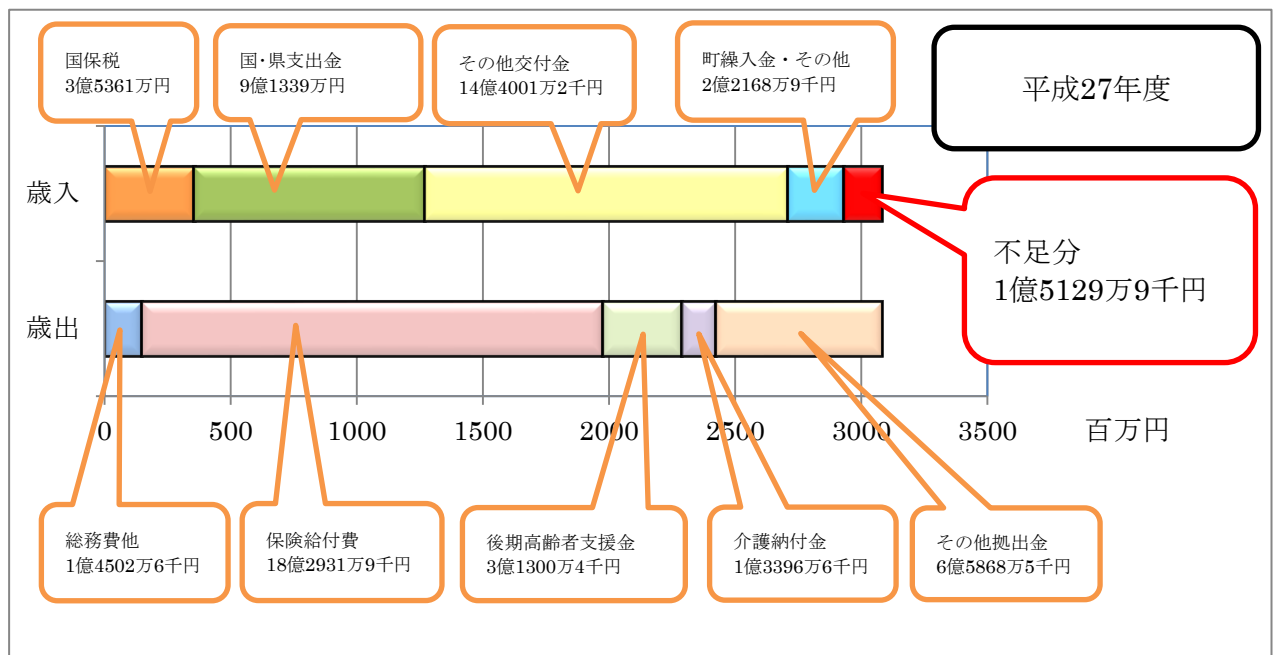 国保税
3億5361万円
国・県支出金
9億1339万円
その他交付金
14億4001万2千円
町繰入金・その他
2億2168万9千円
平成27年度
歳入
不足分
1億5129万9千円
歳出
0 500 1000 1500 2000 2500 3000 3500 百万円
総務費他
1億4502万6千円
保険給付費
18億2931万9千円
後期高齢者支援金
3億1300万4千円
介護納付金
1億3396万6千円
その他拠出金
6億5868万5千円